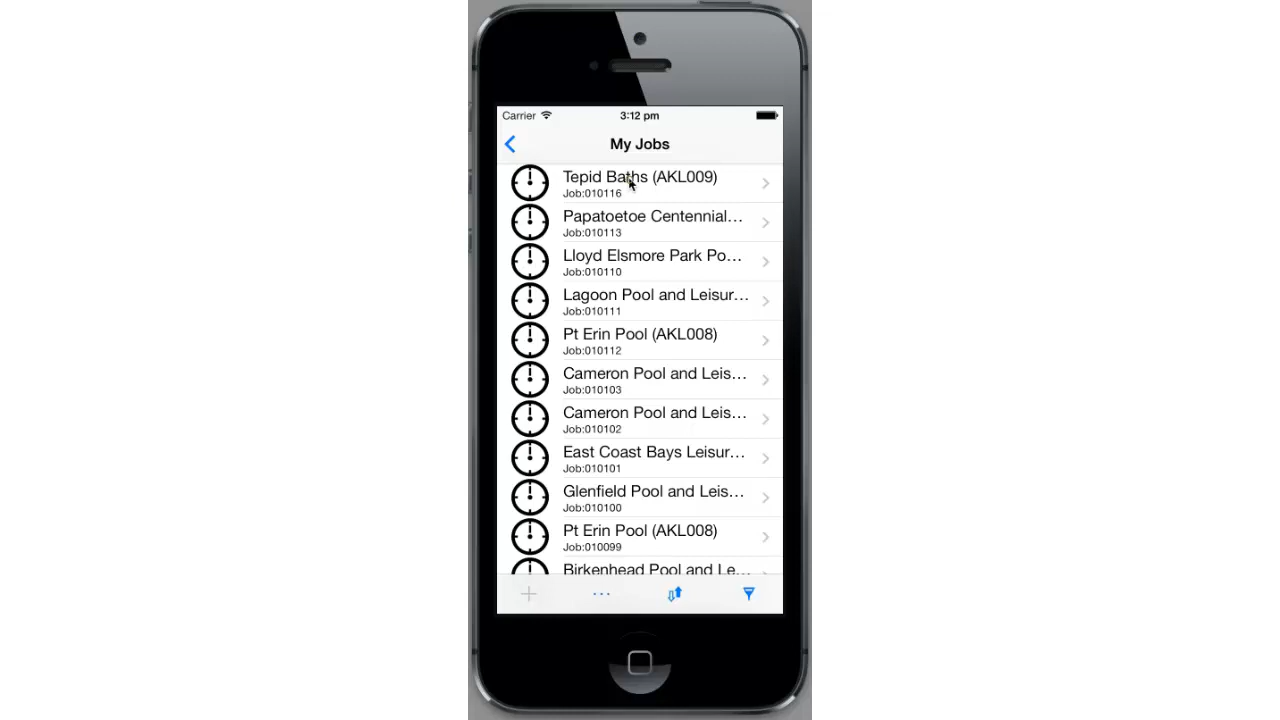 Carrier
3:12 pm
My Jobs
Tepid Baths (AKL009)
Job:010116
Papatoetoe Centennial...
Job:010113
Lloyd Elsmore Park Po...
Job:010110
Lagoon Pool and Leisur...
Job:010111
Pt Erin Pool (AKL008)
Job:010112
Cameron Pool and Leis...
Job:010103
Cameron Pool and Leis...
Job:010102
East Coast Bays Leisur...
Job:010101
Glenfield Pool and Leis...
Job:010100
Pt Erin Pool (AKL008)
Job:010099
Birkenhead Pool and Le...